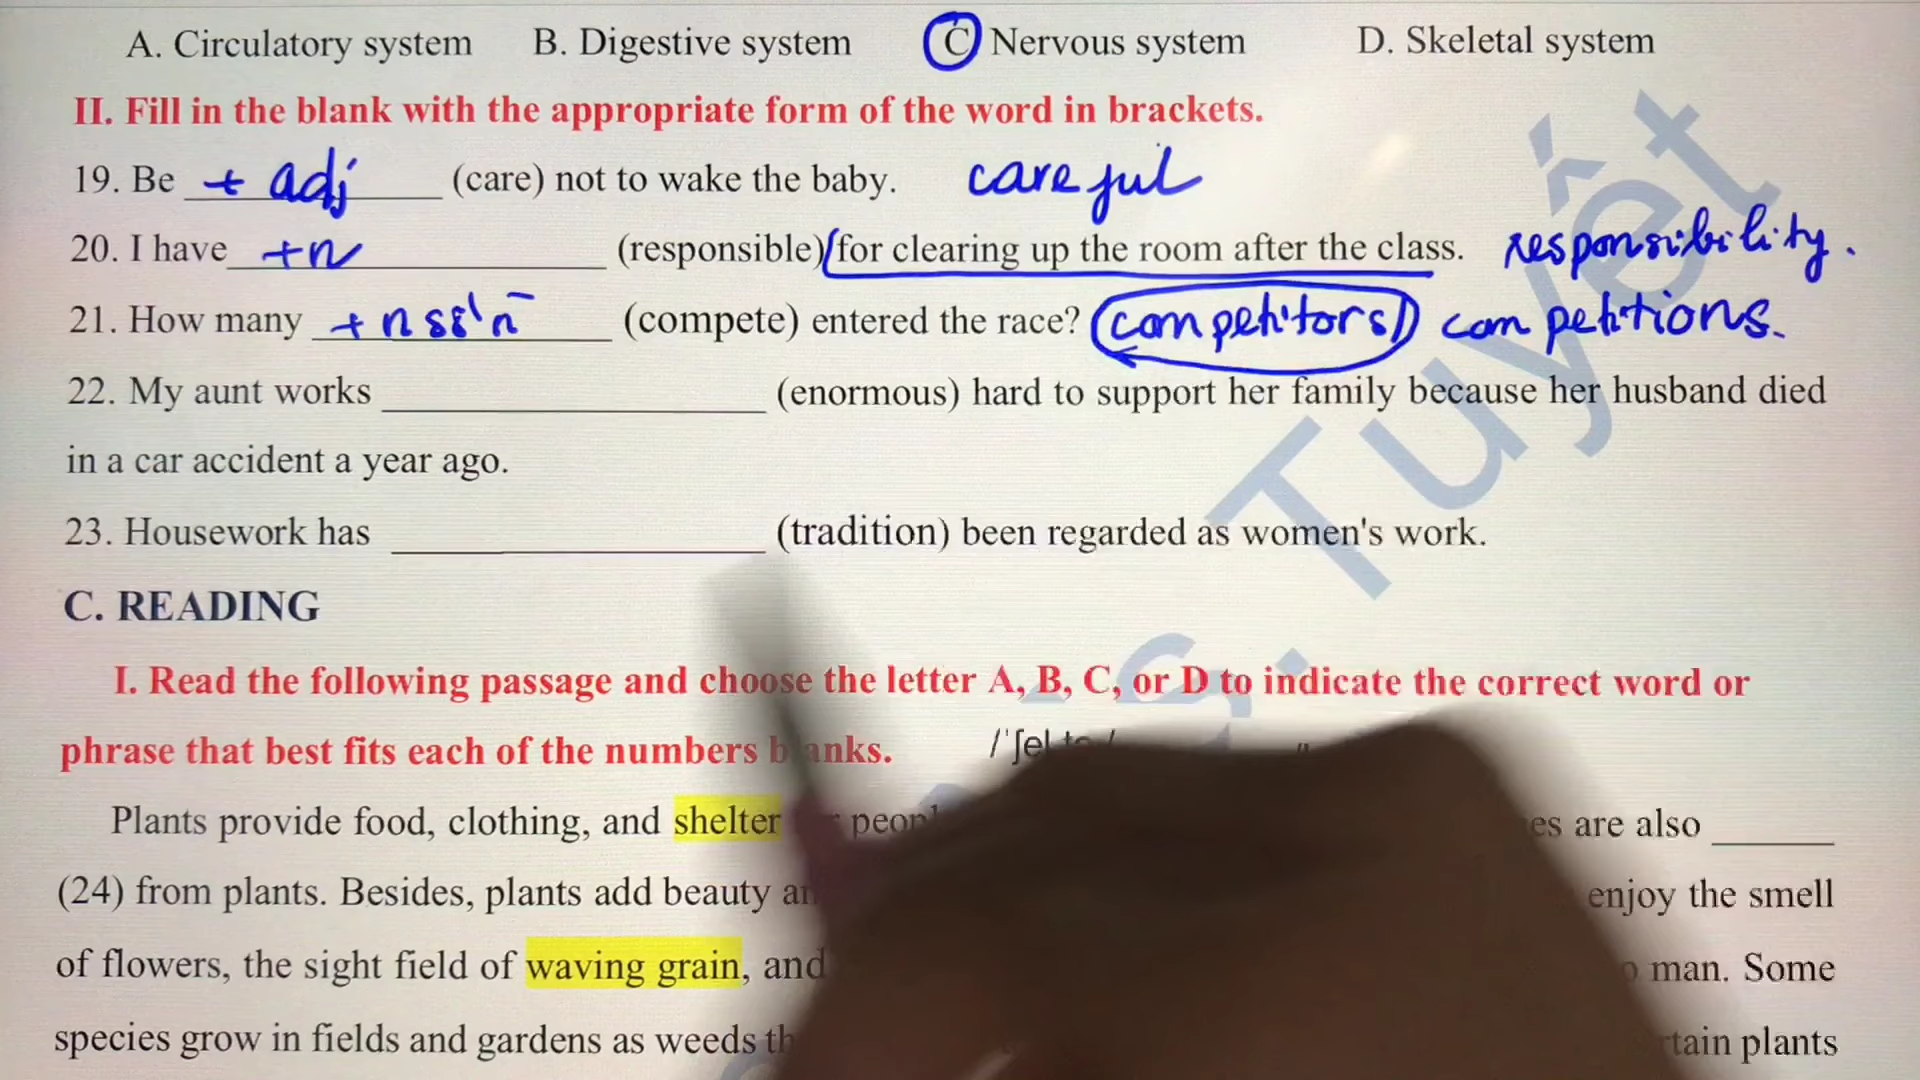 A. Circulatory system B. Digestive system C Nervous system D. Skeletal system
II. Fill in the blank with the appropriate form of the word in brackets.
19. Be + adj (care) not to wake the baby. careful
20. I have + n (responsible) for clearing up the room after the class. responsibility.
21. How many + n (compete) entered the race? (competitors) competitions.
22. My aunt works ____ (enormous) hard to support her family because her husband died
in a car accident a year ago.
23. Housework has ____ (tradition) been regarded as women's work.
C. READING
I. Read the following passage and choose the letter A, B, C, or D to indicate the correct word or
phrase that best fits each of the numbers blanks.
Plants provide food, clothing, and shelter are also ____
(24) from plants. Besides, plants add beauty enjoy the smell
of flowers, the sight field of waving grain, and man. Some
species grow in fields and gardens as weeds plants
Tuyết